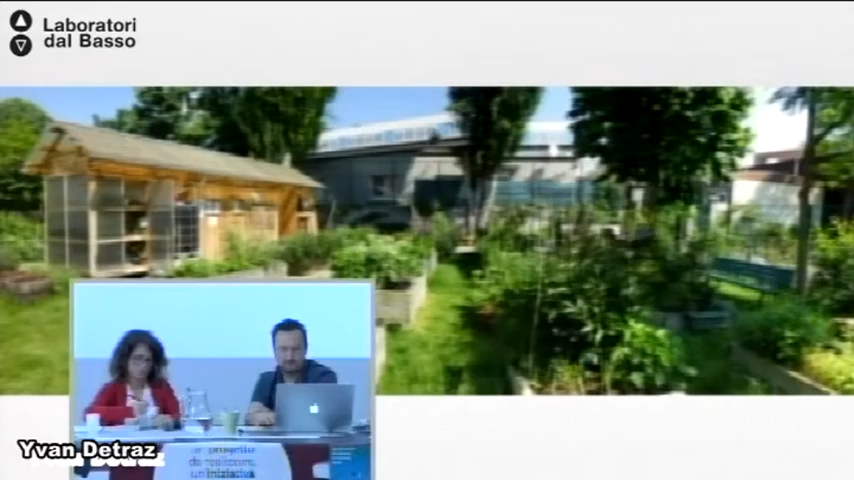 Laboratori
dal Basso
Yvan Detraz
un progetto
da realizzare,
un'iniziativa